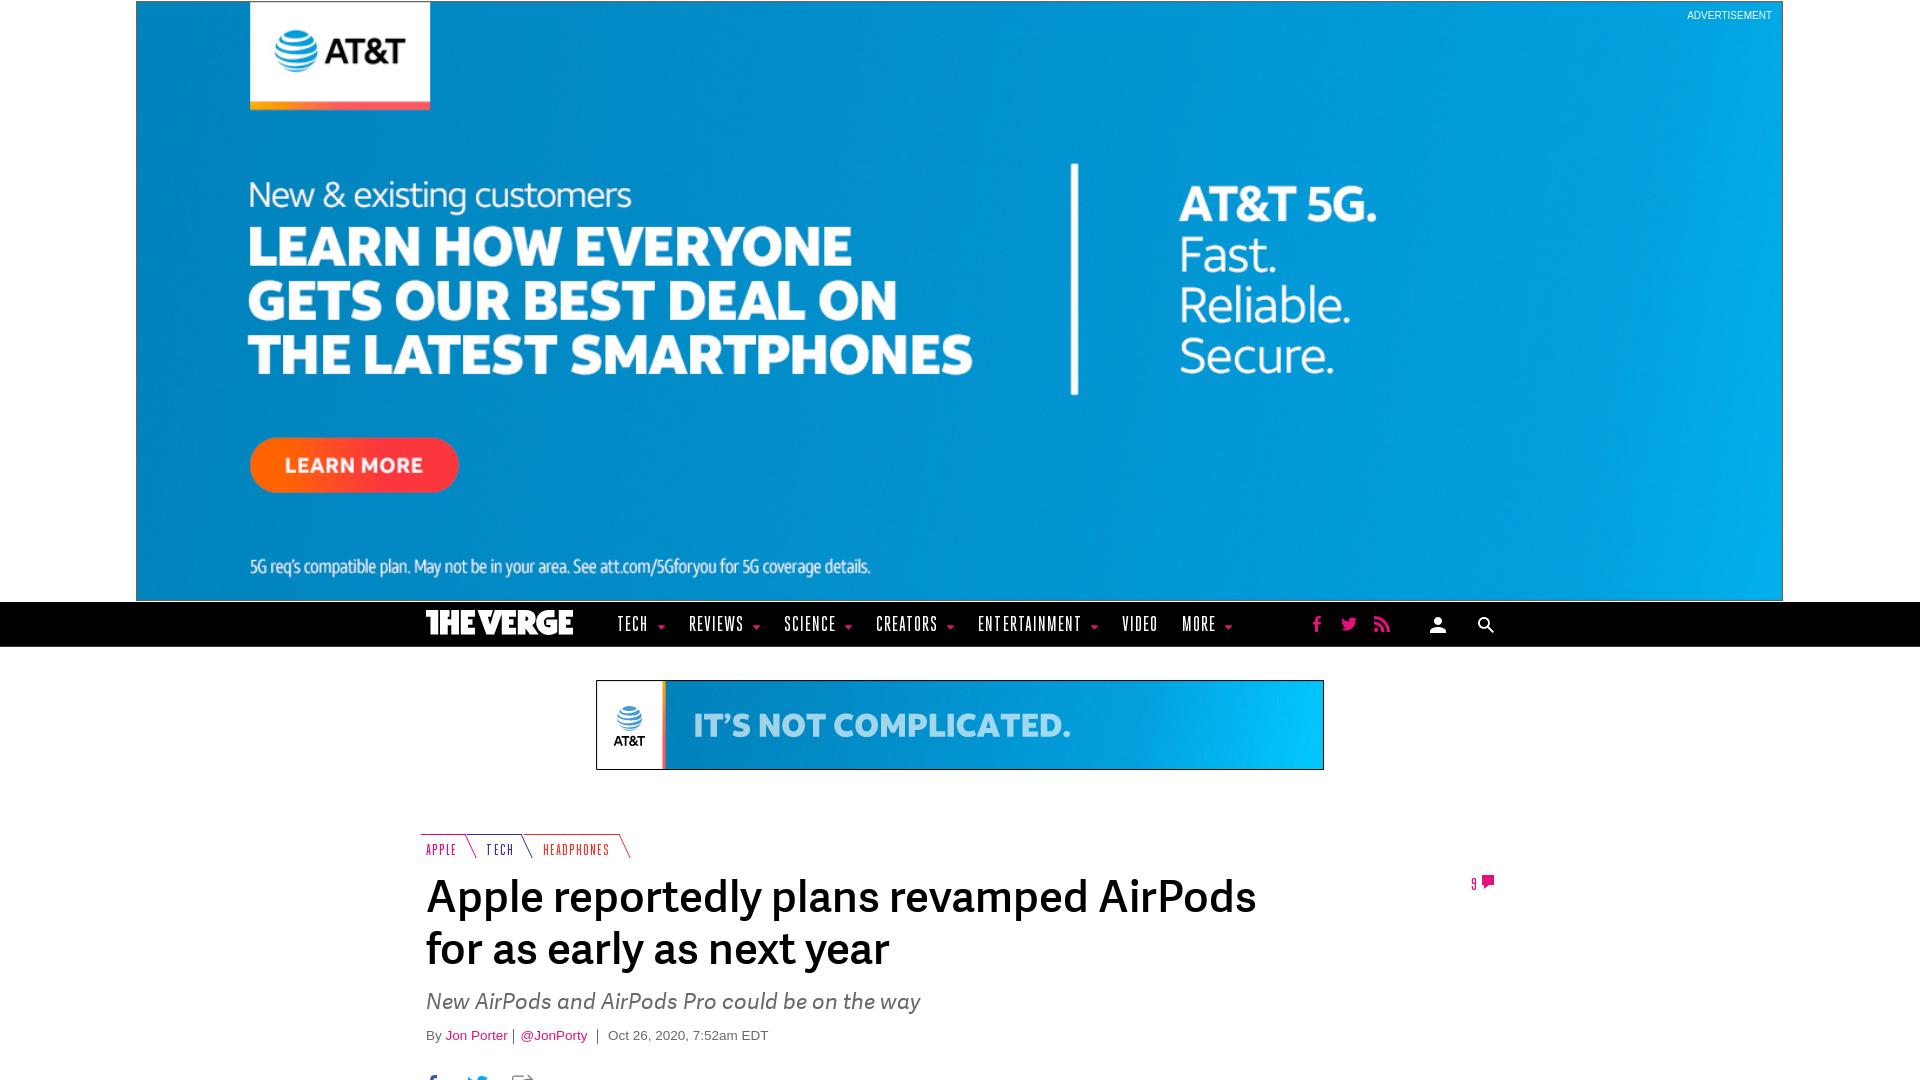 ADVERTISEMENT
AT&T
New & existing customers
LEARN HOW EVERYONE
GETS OUR BEST DEAL ON
THE LATEST SMARTPHONES
AT&T 5G.
Fast.
Reliable.
Secure.
LEARN MORE
5G req's compatible plan. May not be in your area. See att.com/5Gforyou for 5G coverage details.
THE VERGE TECH REVIEWS SCIENCE CREATORS ENTERTAINMENT VIDEO MORE
AT&T
IT'S NOT COMPLICATED.
APPLE TECH HEADPHONES
Apple reportedly plans revamped AirPods
for as early as next year
9
New AirPods and AirPods Pro could be on the way
By Jon Porter | @JonPorty | Oct 26, 2020, 7:52am EDT